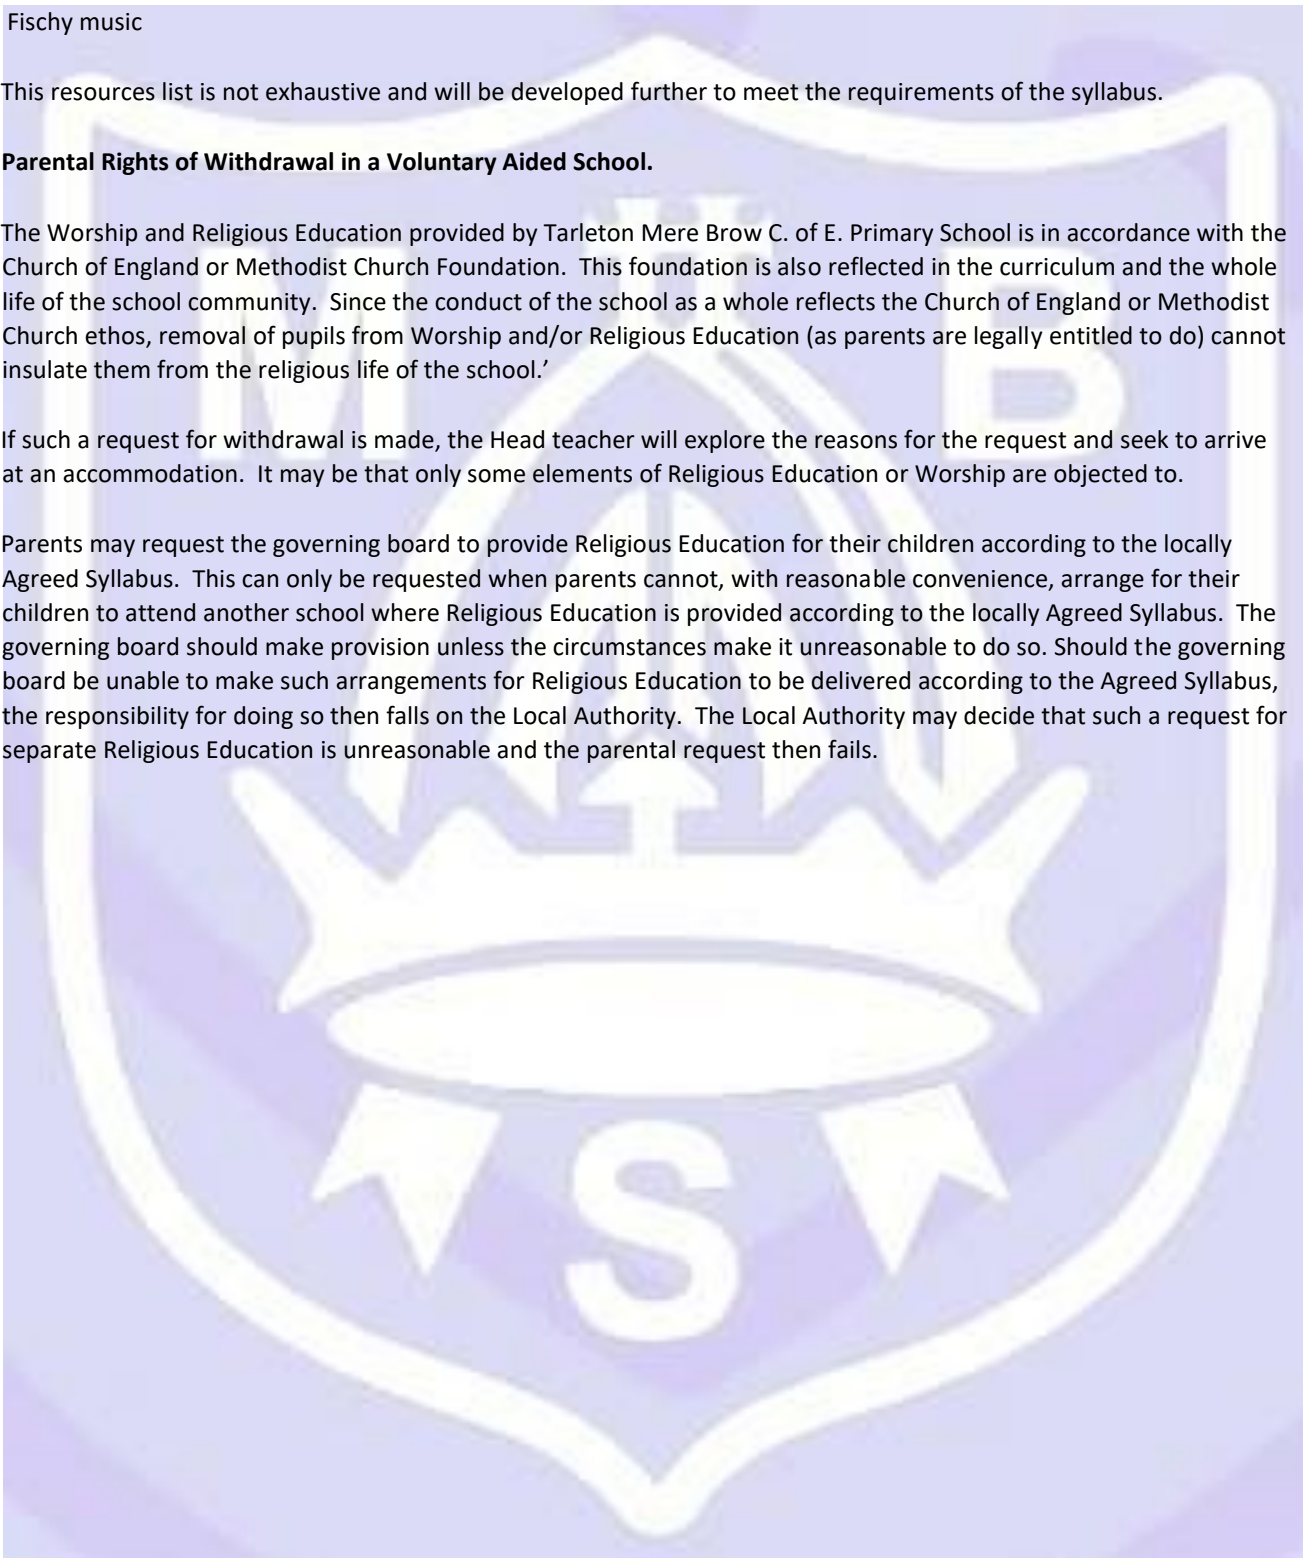 Fischy music
This resources list is not exhaustive and will be developed further to meet the requirements of the syllabus.
Parental Rights of Withdrawal in a Voluntary Aided School.
The Worship and Religious Education provided by Tarleton Mere Brow C. of E. Primary School is in accordance with the
Church of England or Methodist Church Foundation.  This foundation is also reflected in the curriculum and the whole
life of the school community.  Since the conduct of the school as a whole reflects the Church of England or Methodist
Church ethos, removal of pupils from Worship and/or Religious Education (as parents are legally entitled to do) cannot
insulate them from the religious life of the school.’
If such a request for withdrawal is made, the Head teacher will explore the reasons for the request and seek to arrive
at an accommodation.  It may be that only some elements of Religious Education or Worship are objected to.
Parents may request the governing board to provide Religious Education for their children according to the locally
Agreed Syllabus.  This can only be requested when parents cannot, with reasonable convenience, arrange for their
children to attend another school where Religious Education is provided according to the locally Agreed Syllabus.  The
governing board should make provision unless the circumstances make it unreasonable to do so. Should the governing
board be unable to make such arrangements for Religious Education to be delivered according to the Agreed Syllabus,
the responsibility for doing so then falls on the Local Authority.  The Local Authority may decide that such a request for
separate Religious Education is unreasonable and the parental request then fails.
M B
S